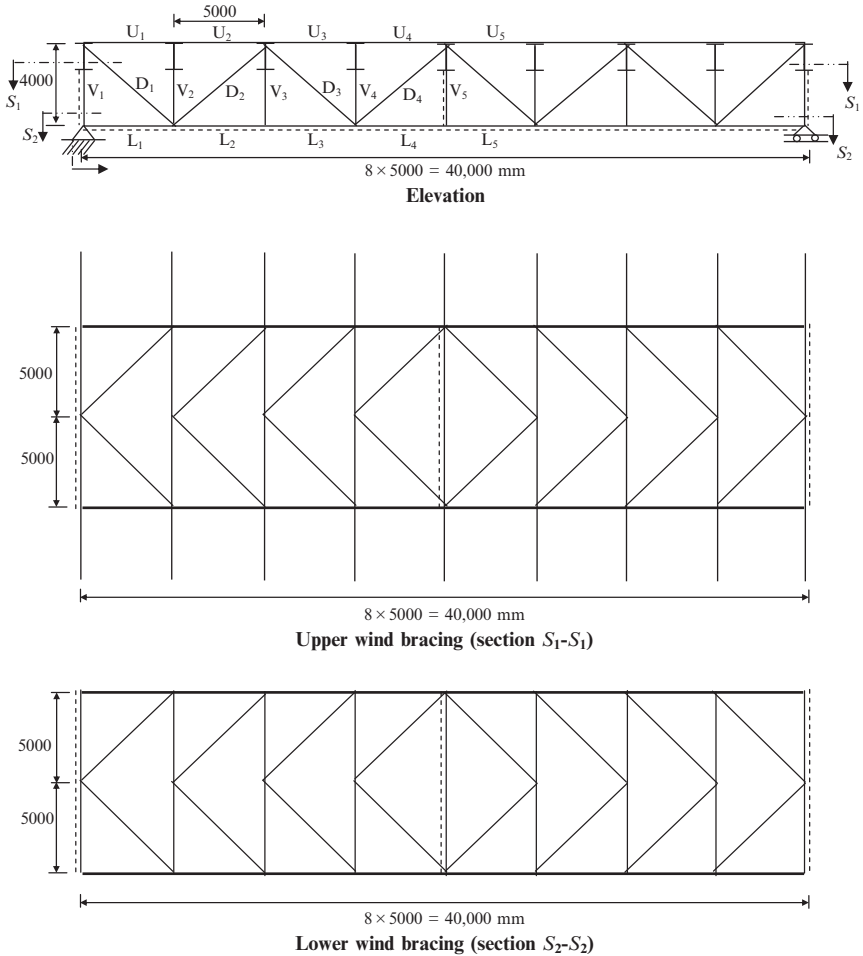 5000
U₁ U₂ U₃ U₄ U₅
4000
S₁ V₁ D₁ V₂ D₂ V₃ D₃ V₄ D₄ V₅ S₁
S₂ L₁ L₂ L₃ L₄ L₅ S₂
8 × 5000 = 40,000 mm
Elevation
5000
5000
8 × 5000 = 40,000 mm
Upper wind bracing (section S₁-S₁)
5000
5000
8 × 5000 = 40,000 mm
Lower wind bracing (section S₂-S₂)